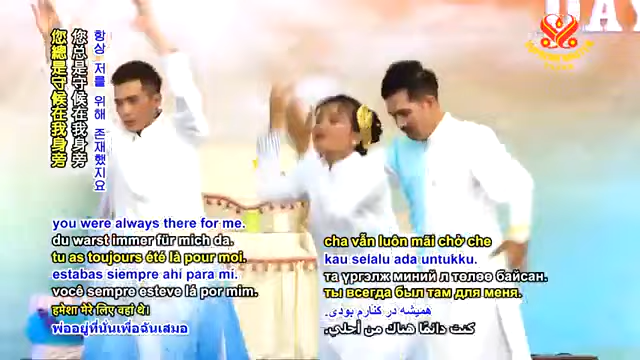 DAY
항상 저를 위해 존재했지요
您总是守候在我身旁
您總是守候在我身旁
you were always there for me.
du warst immer für mich da.
tu as toujours été là pour moi.
estabas siempre ahí para mi.
você sempre esteve lá por mim.
हमेशा मेरे लिए वहां थे।
พ่ออยู่ที่นั่นเพื่อฉันเสมอ
cha vẫn luôn mãi chở che
kau selalu ada untukku.
та үргэлж миний л төлөө байсан.
ты всегда был там для меня.
همیشه در کنارم بودی.
كنت دائمًا هناك من أجلي.